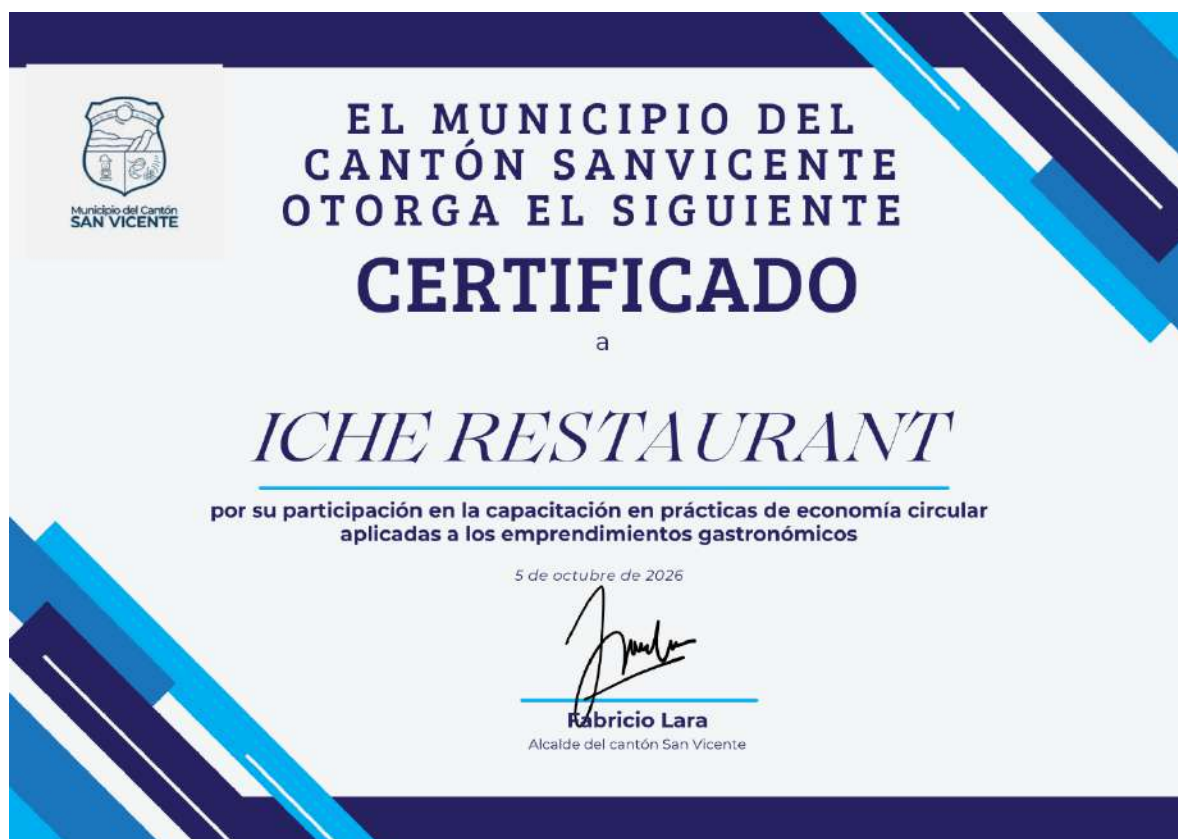 Municipio del Cantón
SAN VICENTE
EL MUNICIPIO DEL
CANTÓN SANVICENTE
OTORGA EL SIGUIENTE
CERTIFICADO
a
ICHE RESTAURANT
por su participación en la capacitación en prácticas de economía circular
aplicadas a los emprendimientos gastronómicos
5 de octubre de 2026
Fabricio Lara
Alcalde del cantón San Vicente